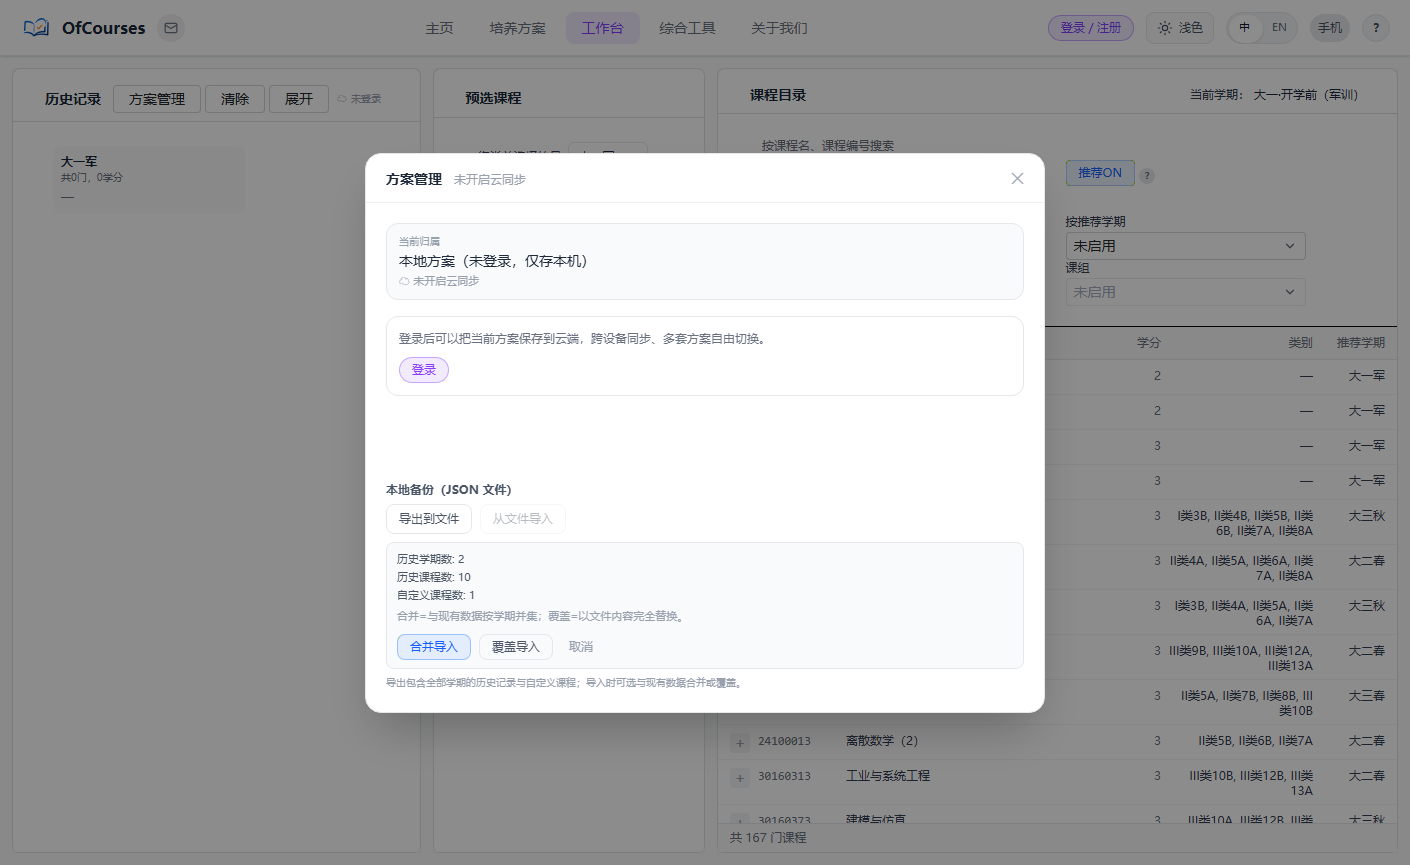 OfCourses
主页
培养方案
工作台
综合工具
关于我们
登录 / 注册
浅色
中
EN
手机
?
历史记录
方案管理
清除
展开
未登录
大一军
共0门，0学分
—
预选课程
课程目录
当前学期：
大一·开学前（军训）
按课程名、课程编号搜索
推荐ON
?
按推荐学期
未启用
课组
未启用
学分
类别
推荐学期
2
—
大一军
2
—
大一军
3
—
大一军
3
—
大一军
3
I类3B, II类4B, II类5B, II类
6B, II类7A, II类8A
大三秋
3
II类4A, II类5A, II类6A, II类
7A, II类8A
大二春
3
I类3B, II类4A, II类5A, II类
6A, II类7A
大三秋
3
III类9B, III类10A, III类12A,
III类13A
大二春
3
II类5A, II类7B, II类8B, III
类10B
大三春
+
24100013
离散数学（2）
3
II类5B, II类6B, II类7A
大二春
+
30160313
工业与系统工程
3
III类10B, III类12B, III类
13A
大二春
+
30160373
建模与仿真
3
III类10A, III类12B, III类
大三秋
共 167 门课程
方案管理
未开启云同步
当前归属
本地方案（未登录，仅存本机）
未开启云同步
登录后可以把当前方案保存到云端，跨设备同步、多套方案自由切换。
登录
本地备份（JSON 文件）
导出到文件
从文件导入
历史学期数: 2
历史课程数: 10
自定义课程数: 1
合并=与现有数据按学期并集；覆盖=以文件内容完全替换。
合并导入
覆盖导入
取消
导出包含全部学期的历史记录与自定义课程；导入时可选与现有数据合并或覆盖。